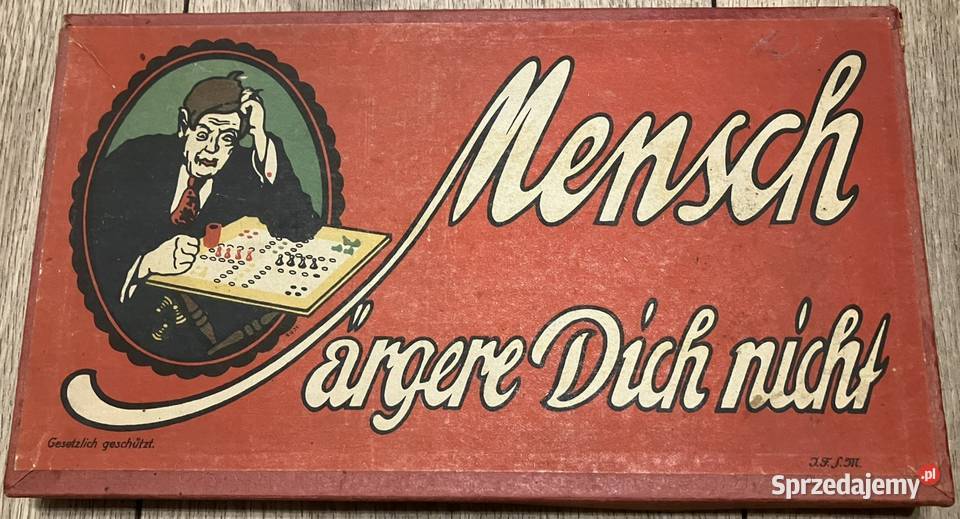 Mensch
ärgere Dich nicht
Gesetzlich geschützt.
J.F.S.M.
Sprzedajemy.pl